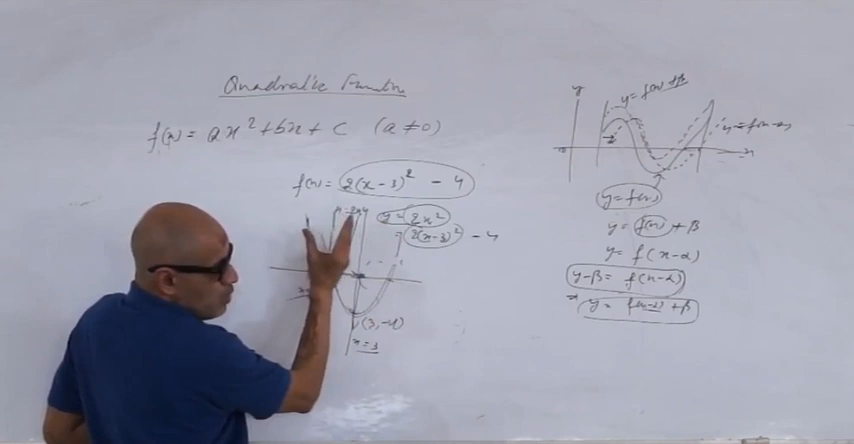 Quadratic Function
f(x) = ax² + bx + c (a ≠ 0)
f(x) = 2(x-3)² - 4
y = 2x²
= 2(x-3)² - 4
(3, -4)
x = 3
y
y = f(x)+β
y = f(x-α)
x
y = f(x)
y = f(x) + β
y = f(x-α)
y-β = f(x-α)
⇒ y = f(x-α) + β